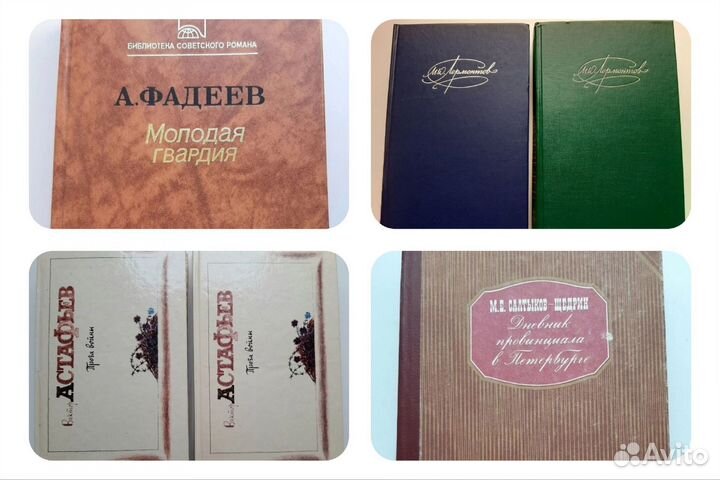 БИБЛИОТЕКА СОВЕТСКОГО РОМАНА
А.ФАДЕЕВ
Молодая
гвардия
М.Ю.Лермонтов
М.Ю.Лермонтов
Виктор АСТАФЬЕВ
Проза войны
Виктор АСТАФЬЕВ
Проза войны
М.Е. САЛТЫКОВ-ЩЕДРИН
Дневник
провинциала
в Петербурге
Avito